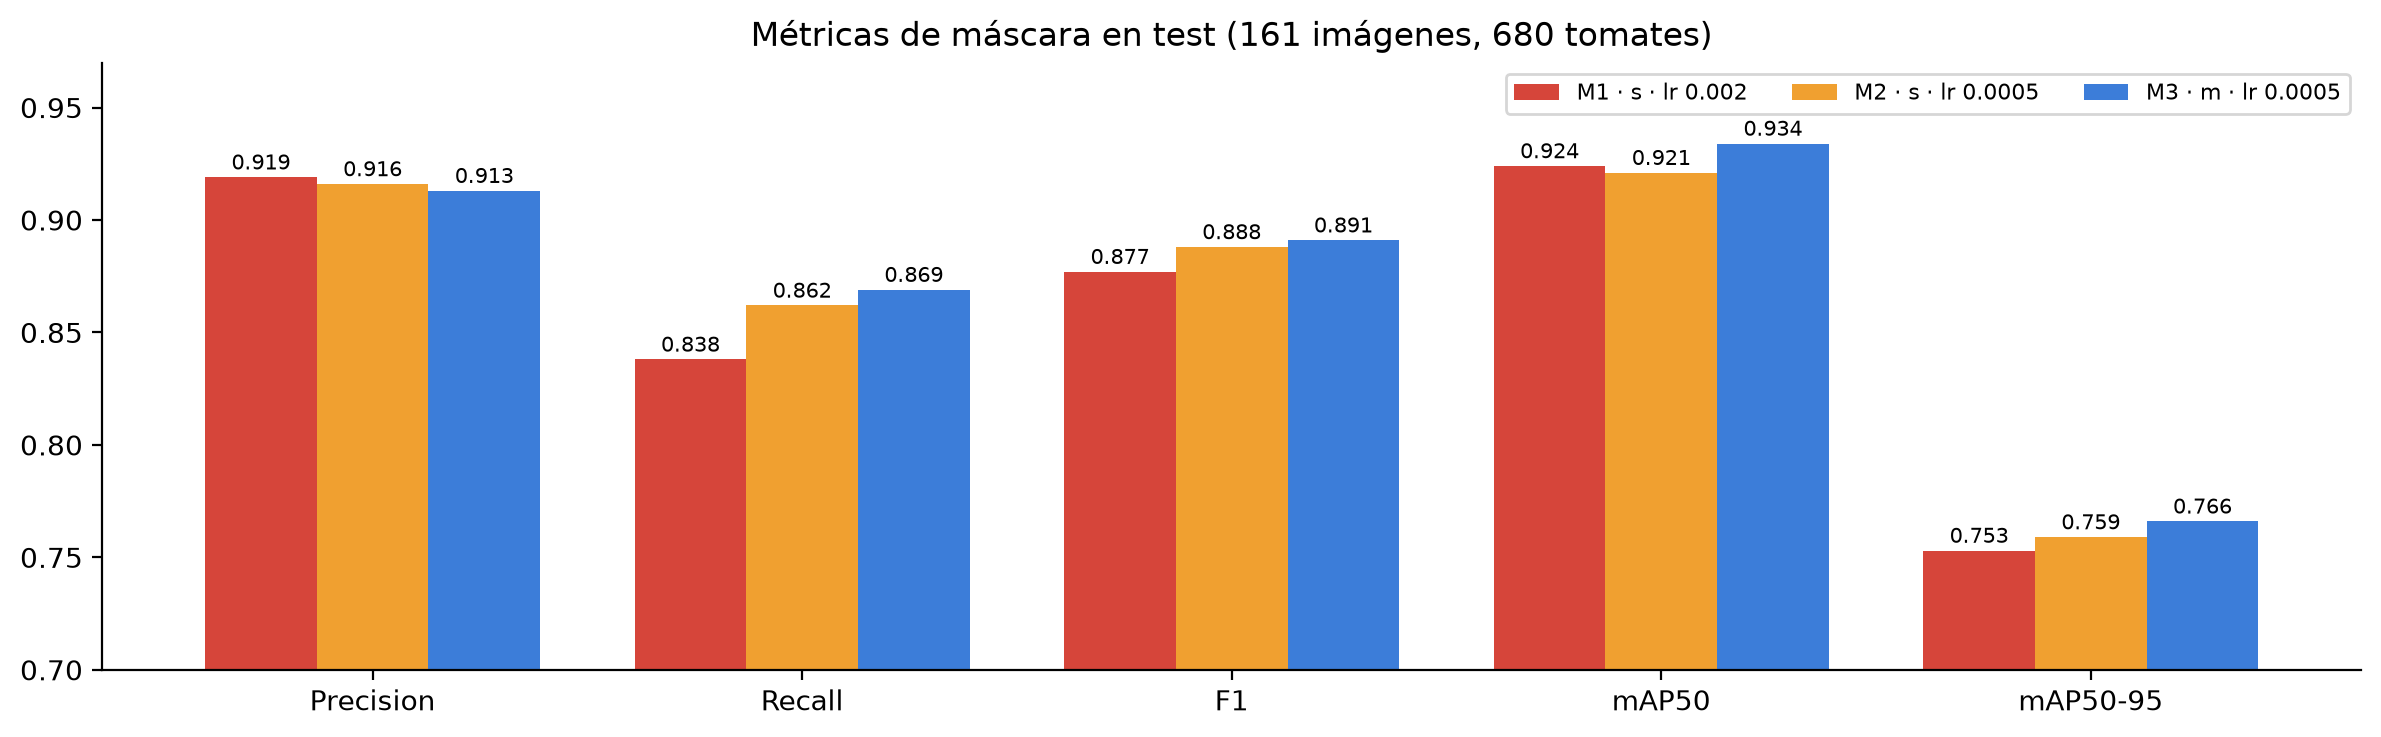 Métricas de máscara en test (161 imágenes, 680 tomates)
M1 · s · lr 0.002 M2 · s · lr 0.0005 M3 · m · lr 0.0005
0.95
0.90
0.85
0.80
0.75
0.70
0.919 0.916 0.913
0.838 0.862 0.869
0.877 0.888 0.891
0.924 0.921 0.934
0.753 0.759 0.766
Precision Recall F1 mAP50 mAP50-95